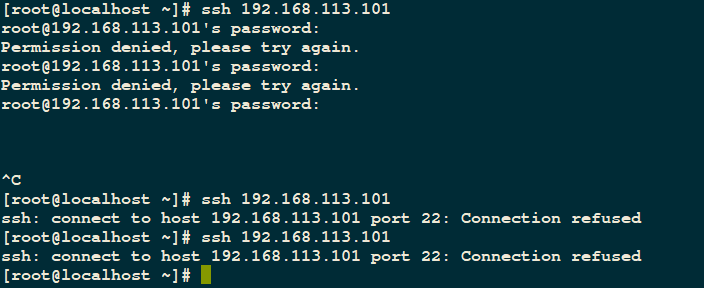 [root@localhost ~]# ssh 192.168.113.101
root@192.168.113.101's password:
Permission denied, please try again.
root@192.168.113.101's password:
Permission denied, please try again.
root@192.168.113.101's password:
^C
[root@localhost ~]# ssh 192.168.113.101
ssh: connect to host 192.168.113.101 port 22: Connection refused
[root@localhost ~]# ssh 192.168.113.101
ssh: connect to host 192.168.113.101 port 22: Connection refused
[root@localhost ~]#